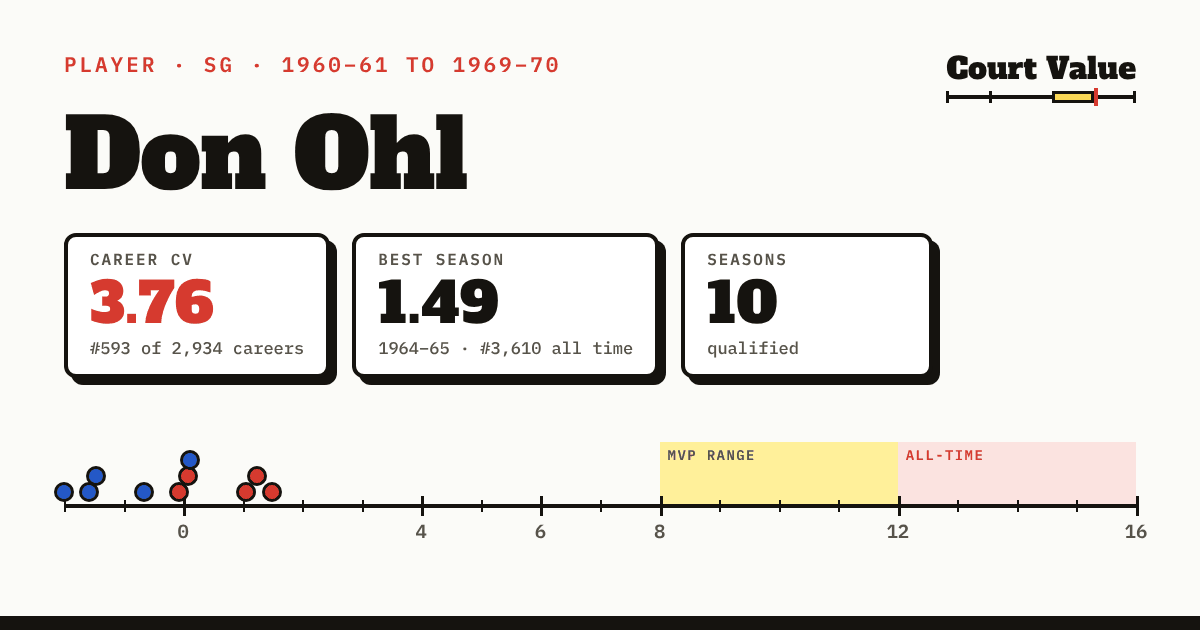 PLAYER · SG · 1960–61 TO 1969–70
Court Value
Don Ohl
CAREER CV
3.76
#593 of 2,934 careers
BEST SEASON
1.49
1964–65 · #3,610 all time
SEASONS
10
qualified
MVP RANGE
ALL-TIME
0 4 6 8 12 16